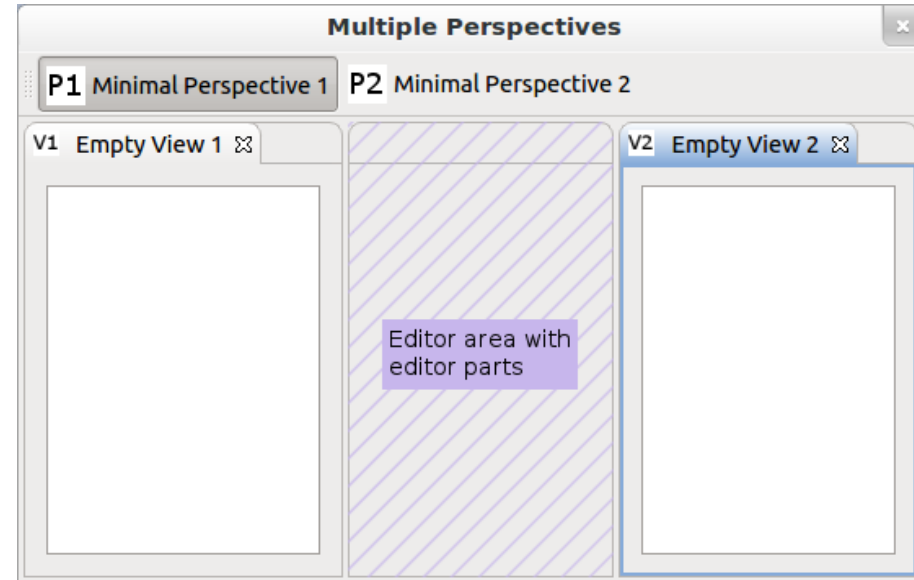 Multiple Perspectives
P1 Minimal Perspective 1 P2 Minimal Perspective 2
V1 Empty View 1
V2 Empty View 2
Editor area with
editor parts